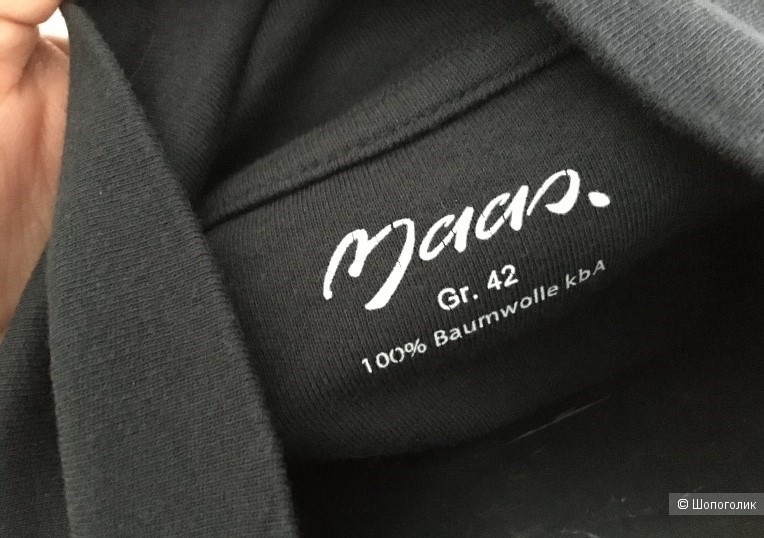 Maas.
Gr. 42
100% Baumwolle kbA
© Шопоголик